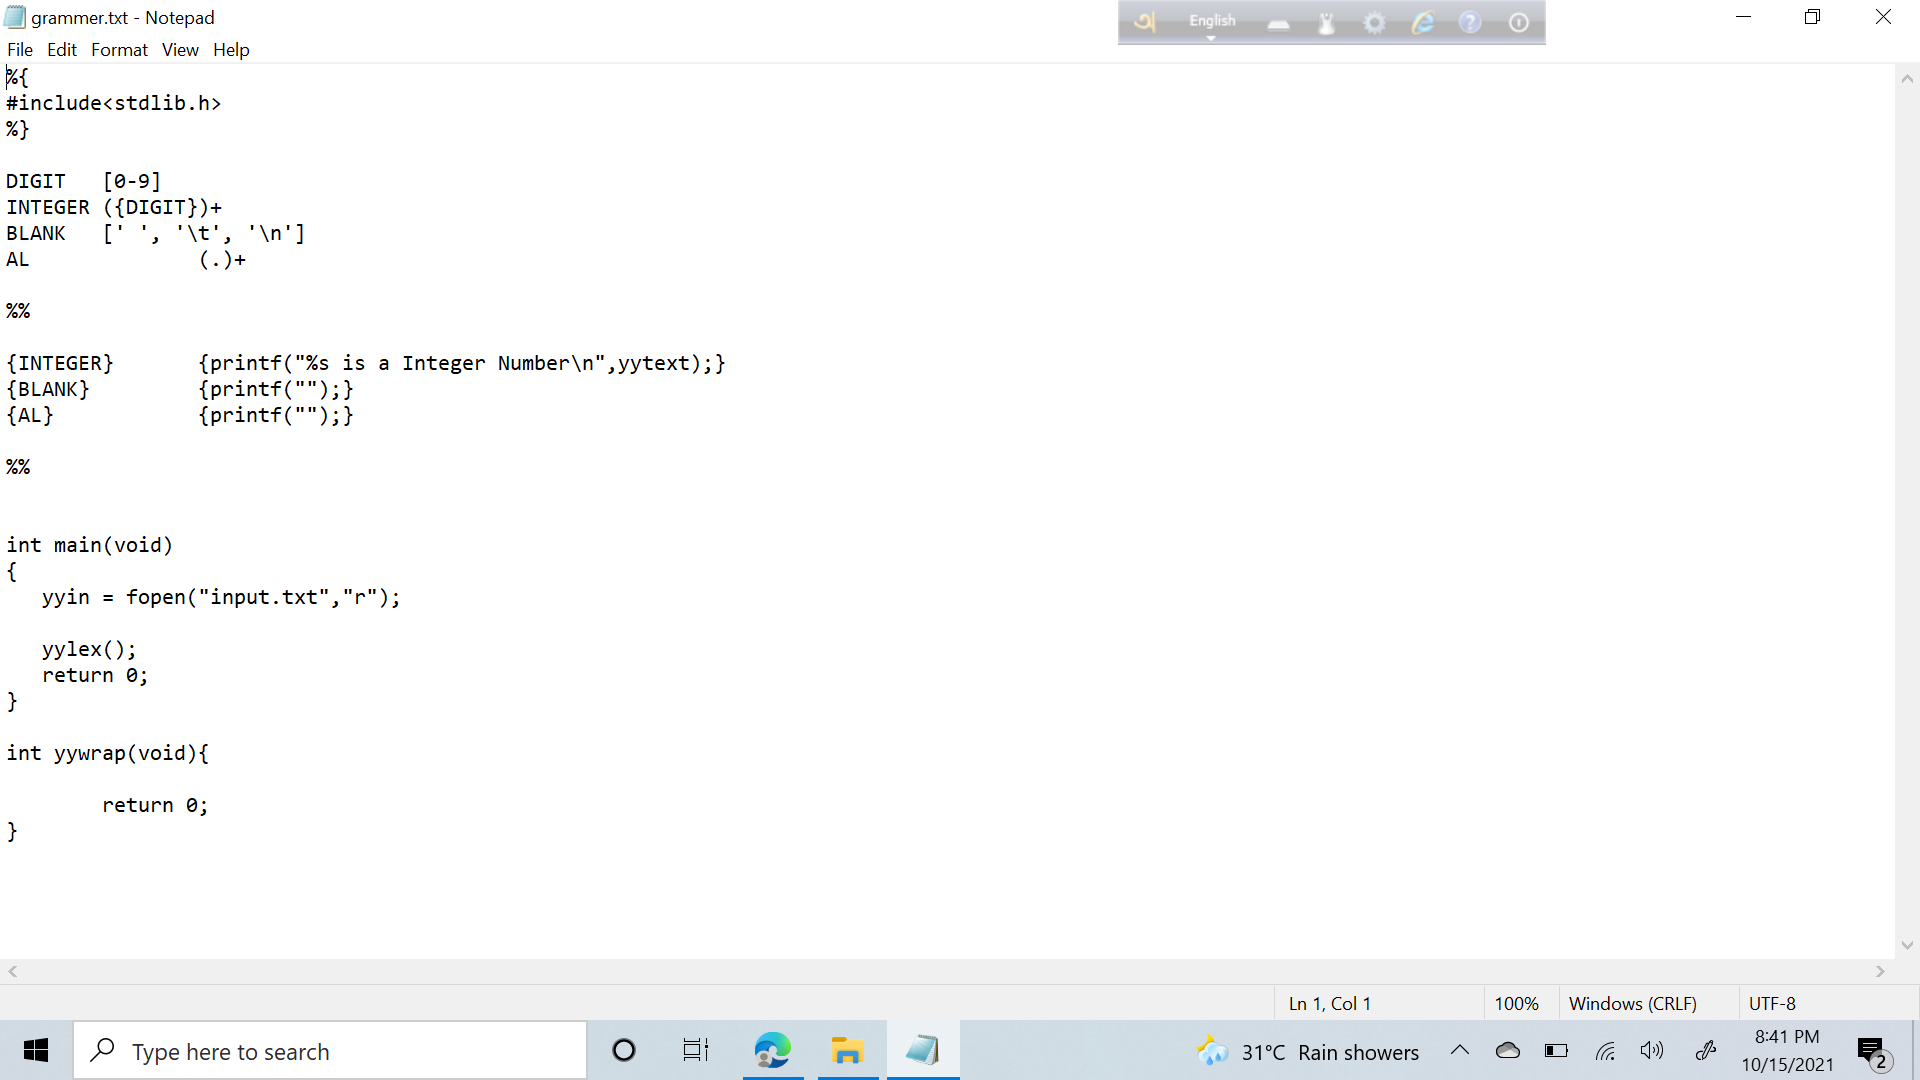 grammer.txt - Notepad
English
File Edit Format View Help
%{
#include<stdlib.h>
%}
DIGIT   [0-9]
INTEGER ({DIGIT})+
BLANK   [' ', '\t', '\n']
AL              (.)+
%%
{INTEGER}       {printf("%s is a Integer Number\n",yytext);}
{BLANK}         {printf("");}
{AL}            {printf("");}
%%
int main(void)
{
   yyin = fopen("input.txt","r");
   yylex();
   return 0;
}
int yywrap(void){
        return 0;
}
Ln 1, Col 1 100% Windows (CRLF) UTF-8
Type here to search
31°C Rain showers
8:41 PM
10/15/2021
2